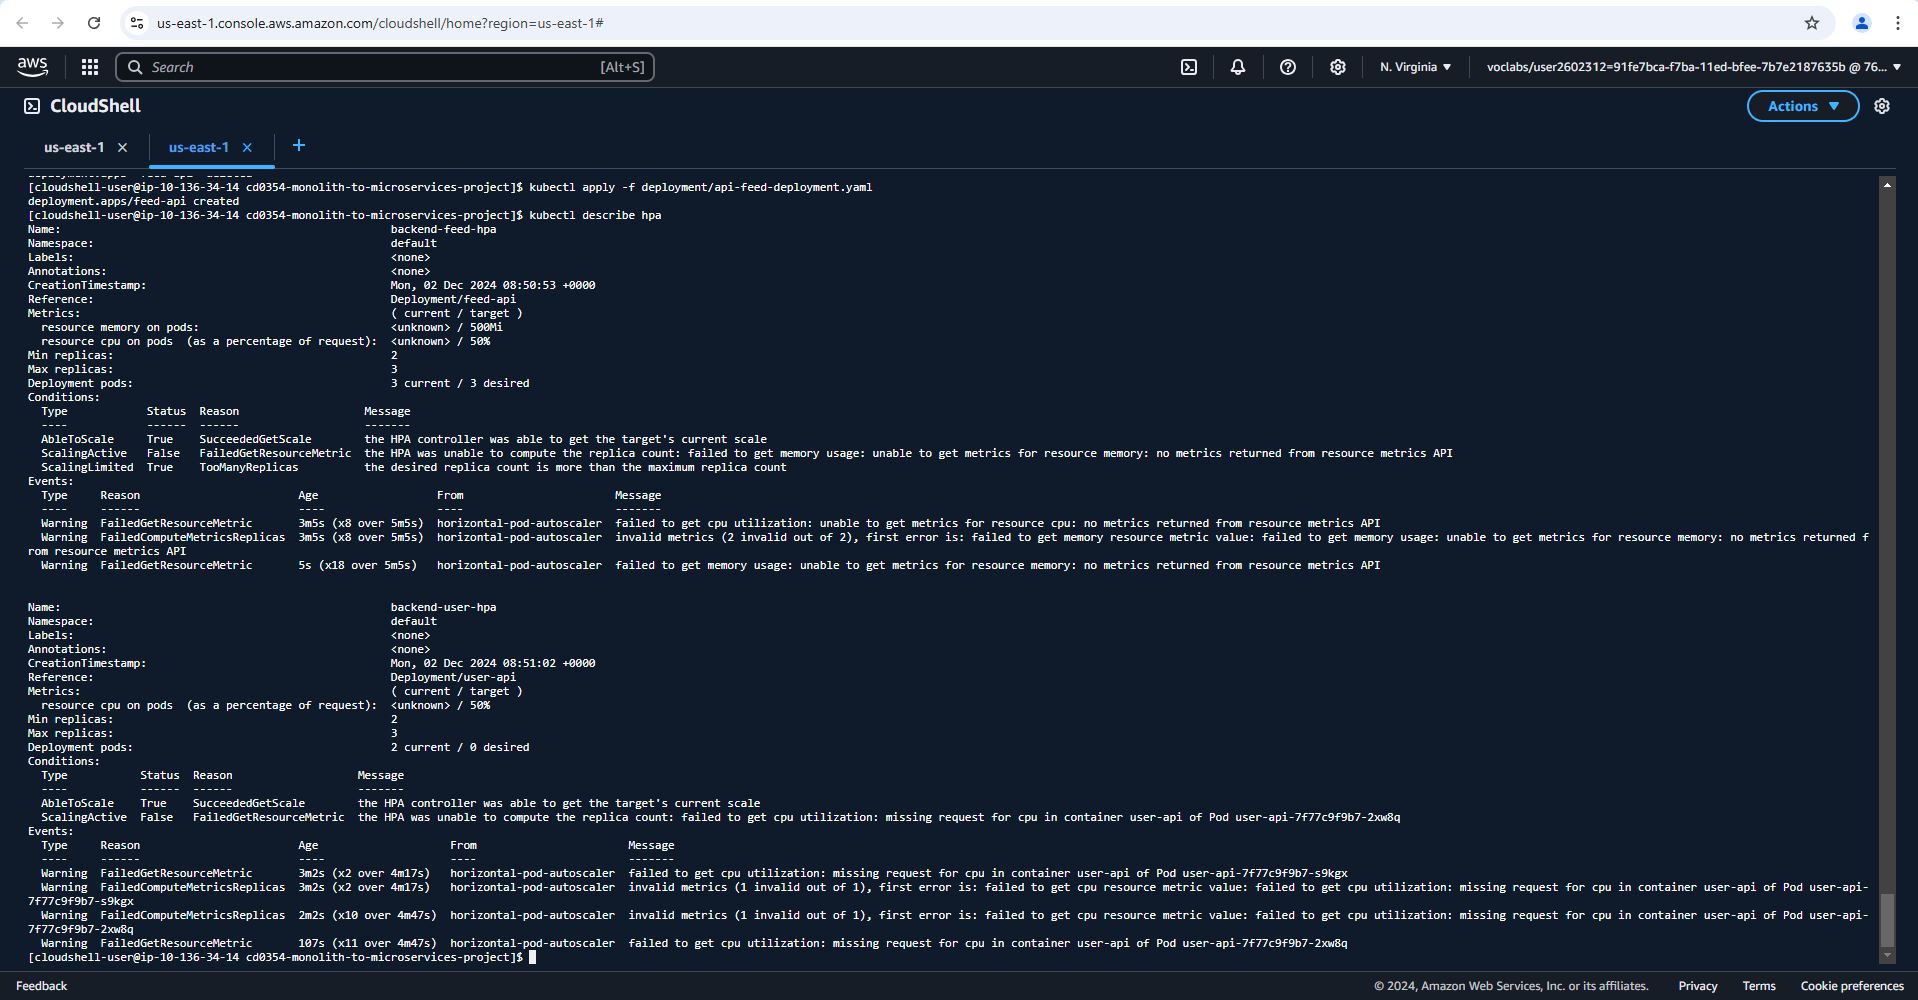 us-east-1.console.aws.amazon.com/cloudshell/home?region=us-east-1#
aws
Search
[Alt+S]
N. Virginia
voclabs/user2602312=91fe7bca-f7ba-11ed-bfee-7b7e2187635b @ 76...
CloudShell
Actions
us-east-1
us-east-1
[cloudshell-user@ip-10-136-34-14 cd0354-monolith-to-microservices-project]$ kubectl apply -f deployment/api-feed-deployment.yaml
deployment.apps/feed-api created
[cloudshell-user@ip-10-136-34-14 cd0354-monolith-to-microservices-project]$ kubectl describe hpa
Name: backend-feed-hpa
Namespace: default
Labels: <none>
Annotations: <none>
CreationTimestamp: Mon, 02 Dec 2024 08:50:53 +0000
Reference: Deployment/feed-api
Metrics: ( current / target )
resource memory on pods: <unknown> / 500Mi
resource cpu on pods (as a percentage of request): <unknown> / 50%
Min replicas: 2
Max replicas: 3
Deployment pods: 3 current / 3 desired
Conditions:
Type Status Reason Message
---- ------ ------ -------
AbleToScale True SucceededGetScale the HPA controller was able to get the target's current scale
ScalingActive False FailedGetResourceMetric the HPA was unable to compute the replica count: failed to get memory usage: unable to get metrics for resource memory: no metrics returned from resource metrics API
ScalingLimited True TooManyReplicas the desired replica count is more than the maximum replica count
Events:
Type Reason Age From Message
---- ------ ---- ---- -------
Warning FailedGetResourceMetric 3m5s (x8 over 5m5s) horizontal-pod-autoscaler failed to get cpu utilization: unable to get metrics for resource cpu: no metrics returned from resource metrics API
Warning FailedComputeMetricsReplicas 3m5s (x8 over 5m5s) horizontal-pod-autoscaler invalid metrics (2 invalid out of 2), first error is: failed to get memory resource metric value: failed to get memory usage: unable to get metrics for resource memory: no metrics returned f
rom resource metrics API
Warning FailedGetResourceMetric 5s (x18 over 5m5s) horizontal-pod-autoscaler failed to get memory usage: unable to get metrics for resource memory: no metrics returned from resource metrics API
Name: backend-user-hpa
Namespace: default
Labels: <none>
Annotations: <none>
CreationTimestamp: Mon, 02 Dec 2024 08:51:02 +0000
Reference: Deployment/user-api
Metrics: ( current / target )
resource cpu on pods (as a percentage of request): <unknown> / 50%
Min replicas: 2
Max replicas: 3
Deployment pods: 2 current / 0 desired
Conditions:
Type Status Reason Message
---- ------ ------ -------
AbleToScale True SucceededGetScale the HPA controller was able to get the target's current scale
ScalingActive False FailedGetResourceMetric the HPA was unable to compute the replica count: failed to get cpu utilization: missing request for cpu in container user-api of Pod user-api-7f77c9f9b7-2xw8q
Events:
Type Reason Age From Message
---- ------ ---- ---- -------
Warning FailedGetResourceMetric 3m2s (x2 over 4m17s) horizontal-pod-autoscaler failed to get cpu utilization: missing request for cpu in container user-api of Pod user-api-7f77c9f9b7-s9kgx
Warning FailedComputeMetricsReplicas 3m2s (x2 over 4m17s) horizontal-pod-autoscaler invalid metrics (1 invalid out of 1), first error is: failed to get cpu resource metric value: failed to get cpu utilization: missing request for cpu in container user-api of Pod user-api-
7f77c9f9b7-s9kgx
Warning FailedComputeMetricsReplicas 2m2s (x10 over 4m47s) horizontal-pod-autoscaler invalid metrics (1 invalid out of 1), first error is: failed to get cpu resource metric value: failed to get cpu utilization: missing request for cpu in container user-api of Pod user-api-
7f77c9f9b7-2xw8q
Warning FailedGetResourceMetric 107s (x11 over 4m47s) horizontal-pod-autoscaler failed to get cpu utilization: missing request for cpu in container user-api of Pod user-api-7f77c9f9b7-2xw8q
[cloudshell-user@ip-10-136-34-14 cd0354-monolith-to-microservices-project]$
Feedback
© 2024, Amazon Web Services, Inc. or its affiliates.
Privacy
Terms
Cookie preferences